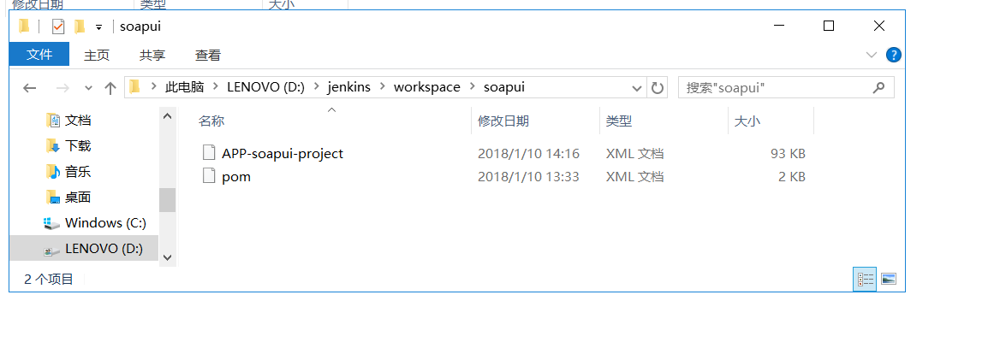 修改日期 类型 大小
soapui
文件 主页 共享 查看
此电脑 LENOVO (D:) jenkins workspace soapui 搜索"soapui"
名称 修改日期 类型 大小
文档
下载
音乐
桌面
Windows (C:)
LENOVO (D:)
APP-soapui-project 2018/1/10 14:16 XML 文档 93 KB
pom 2018/1/10 13:33 XML 文档 2 KB
2 个项目